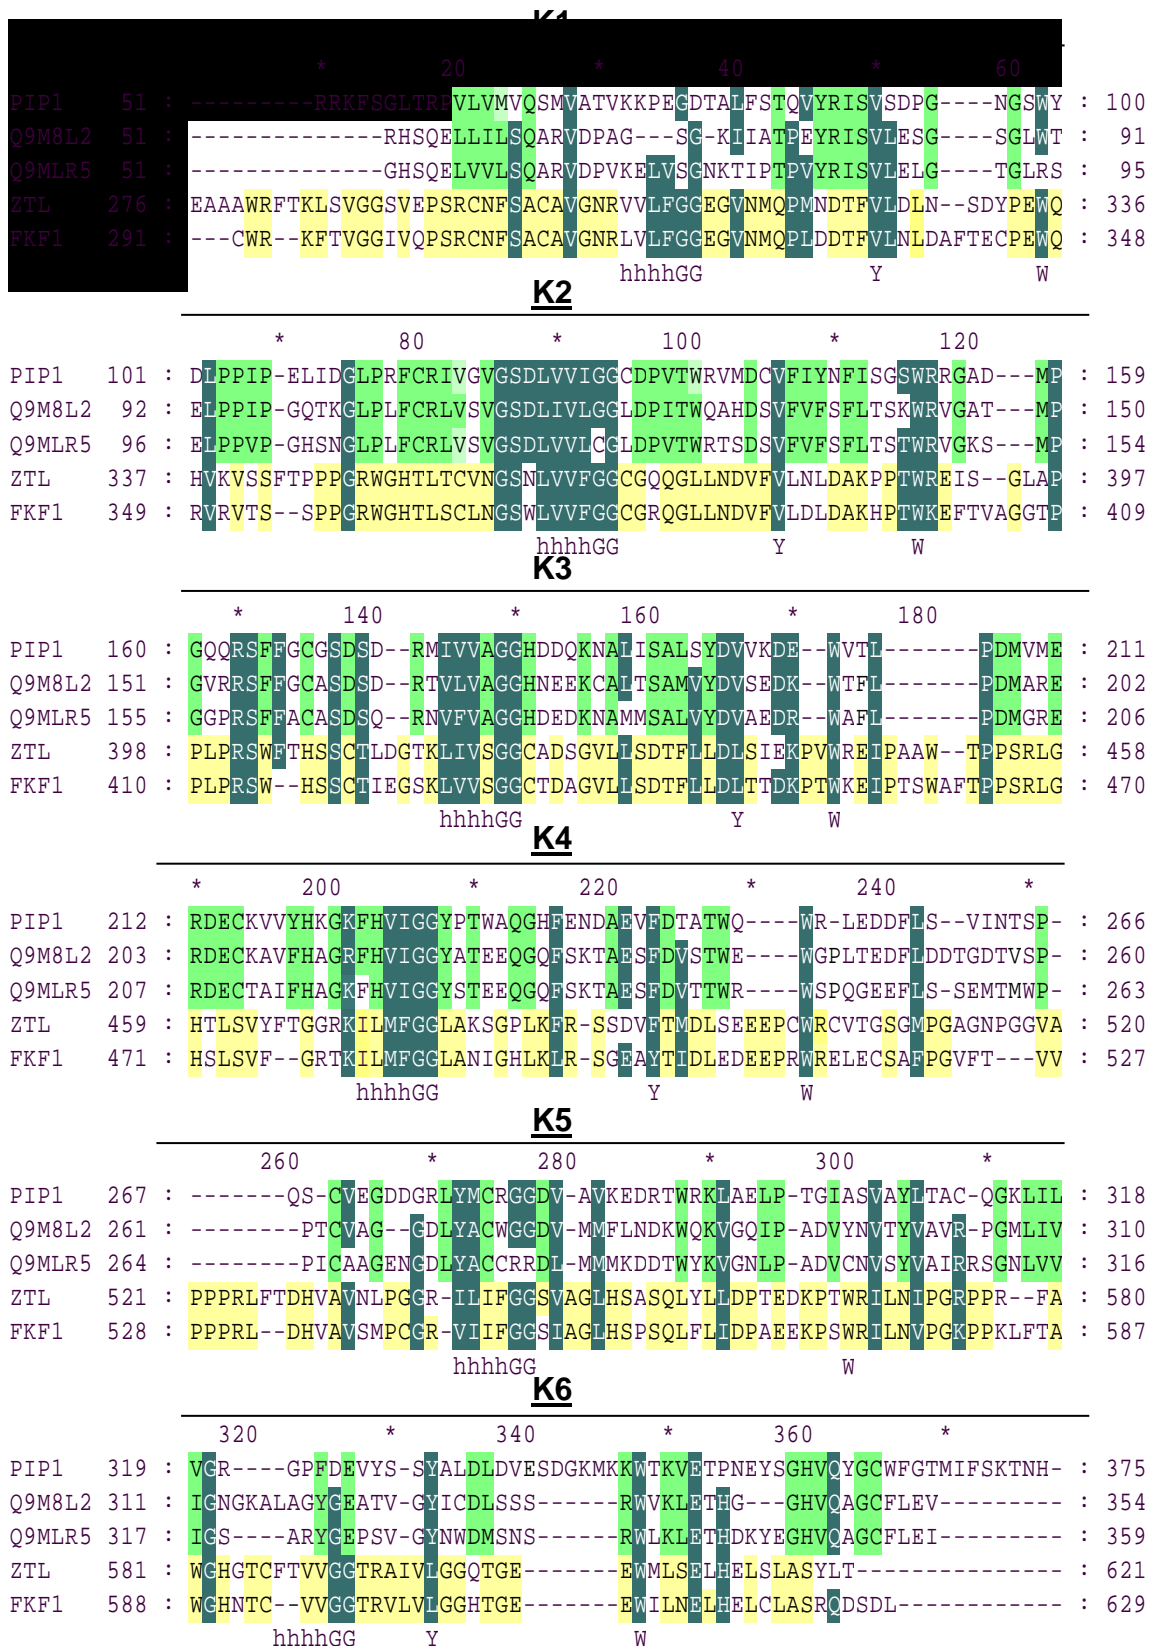 K1
* 20 * 40 * 60
PIP1 51 : ---------RRKFSGLTRPVLVMVQSMVATVKKPEGDTALFSTQVYRISVSDPG----NGSWY : 100
Q9M8L2 51 : --------------RHSQELLILSQARVDPAG---SG-KIIATPEYRISVLESG----SGLWT : 91
Q9MLR5 51 : --------------GHSQELVVLSQARVDPVKELVSGNKTIPTPVYRISVLELG----TGLRS : 95
ZTL 276 : EAAAWRFTKLSVGGSVEPSRCNFSACAVGNRVVLFGGEGVNMQPMNDTFVLDLN--SDYPEWQ : 336
FKF1 291 : ---CWR--KFTVGGIVQPSRCNFSACAVGNRLVLFGGEGVNMQPLDDTFVLNLDAFTECPEWQ : 348
hhhhGG Y W
K2
* 80 * 100 * 120
PIP1 101 : DLPPIP-ELIDGLPRFCRIVGVGSDLVVIGGCDPVTWRVMDCVFIYNFISGSWRRGAD---MP : 159
Q9M8L2 92 : ELPPIP-GQTKGLPLFCRLVSVGSDLIVLGGLDPITWQAHDSVFVFSFLTSKWRVGAT---MP : 150
Q9MLR5 96 : ELPPVP-GHSNGLPLFCRLVSVGSDLVVLCGLDPVTWRTSDSVFVFSFLTSTWRVGKS---MP : 154
ZTL 337 : HVKVSSFTPPPGRWGHTLTCVNGSNLVVFGGCGQQGLLNDVFVLNLDAKPPTWREIS--GLAP : 397
FKF1 349 : RVRVTS--SPPGRWGHTLSCLNGSWLVVFGGCGRQGLLNDVFVLDLDAKHPTWKEFTVAGGTP : 409
hhhhGG Y W
K3
* 140 * 160 * 180
PIP1 160 : GQQRSFFGCGSDSD--RMIVVAGGHDDQKNALISALSYDVVKDE--WVTL-------PDMVME : 211
Q9M8L2 151 : GVRRSFFGCASDSD--RTVLVAGGHNEEKCALTSAMVYDVSEDK--WTFL-------PDMARE : 202
Q9MLR5 155 : GGPRSFFACASDSQ--RNVFVAGGHDEDKNAMMSALVYDVAEDR--WAFL-------PDMGRE : 206
ZTL 398 : PLPRSWFTHSSCTLDGTKLIVSGGCADSGVLLSDTFLLDLSIEKPVWREIPAAW--TPPSRLG : 458
FKF1 410 : PLPRSW--HSSCTIEGSKLVVSGGCTDAGVLLSDTFLLDLTTDKPTWKEIPTSWAFTPPSRLG : 470
hhhhGG Y W
K4
* 200 * 220 * 240 *
PIP1 212 : RDECKVVYHKGKFHVIGGYPTWAQGHFENDAEVFDTATWQ----WR-LEDDFLS--VINTSP- : 266
Q9M8L2 203 : RDECKAVFHAGRFHVIGGYATEEQGQFSKTAESFDVSTWE----WGPLTEDFLDDTGDTVSP- : 260
Q9MLR5 207 : RDECTAIFHAGKFHVIGGYSTEEQGQFSKTAESFDVTTWR----WSPQGEEFLS-SEMTMWP- : 263
ZTL 459 : HTLSVYFTGGRKILMFGGLAKSGPLKFR-SSDVFTMDLSEEEPCWRCVTGSGMPGAGNPGGVA : 520
FKF1 471 : HSLSVF--GRTKILMFGGLANIGHLKLR-SGEAYTIDLEDEEPRWRELECSAFPGVFT---VV : 527
hhhhGG Y W
K5
260 * 280 * 300 *
PIP1 267 : -------QS-CVEGDDGRLYMCRGGDV-AVKEDRTWRKLAELP-TGIASVAYLTAC-QGKLIL : 318
Q9M8L2 261 : --------PTCVAG--GDLYACWGGDV-MMFLNDKWQKVGQIP-ADVYNVTYVAVR-PGMLIV : 310
Q9MLR5 264 : --------PICAAGENGDLYACCRRDL-MMMKDDTWYKVGNLP-ADVCNVSYVAIRRSGNLVV : 316
ZTL 521 : PPPRLFTDHVAVNLPGGR-ILIFGGSVAGLHSASQLYLLDPTEDKPTWRILNIPGRPPR--FA : 580
FKF1 528 : PPPRL--DHVAVSMPCGR-VIIFGGSIAGLHSPSQLFLIDPAEEKPSWRILNVPGKPPKLFTA : 587
hhhhGG W
K6
320 * 340 * 360 *
PIP1 319 : VGR----GPFDEVYS-SYALDLDVESDGKMKKWTKVETPNEYSGHVQYGCWFGTMIFSKTNH- : 375
Q9M8L2 311 : IGNGKALAGYGEATV-GYICDLSSS------RWVKLETHG---GHVQAGCFLEV--------- : 354
Q9MLR5 317 : IGS----ARYGEPSV-GYNWDMSNS------RWLKLETHDKYEGHVQAGCFLEI--------- : 359
ZTL 581 : WGHGTCFTVVGGTRAIVLGGQTGE-------EWMLSELHELSLASYLT--------------- : 621
FKF1 588 : WGHNTC--VVGGTRVLVLGGHTGE-------EWILNELHELCLASRQDSDL------------ : 629
hhhhGG Y W